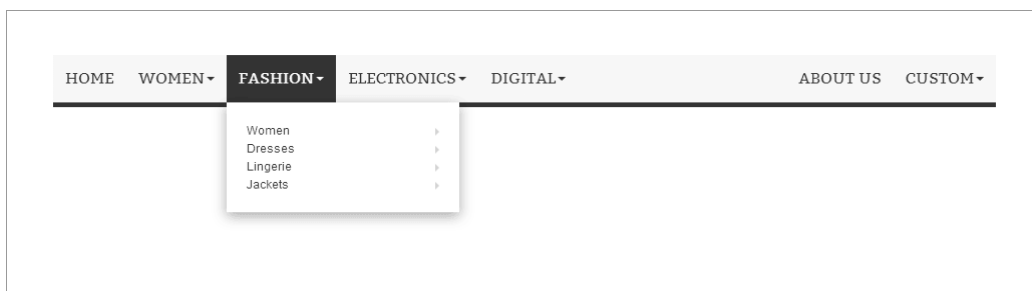 HOME WOMEN FASHION ELECTRONICS DIGITAL ABOUT US CUSTOM
Women
Dresses
Lingerie
Jackets